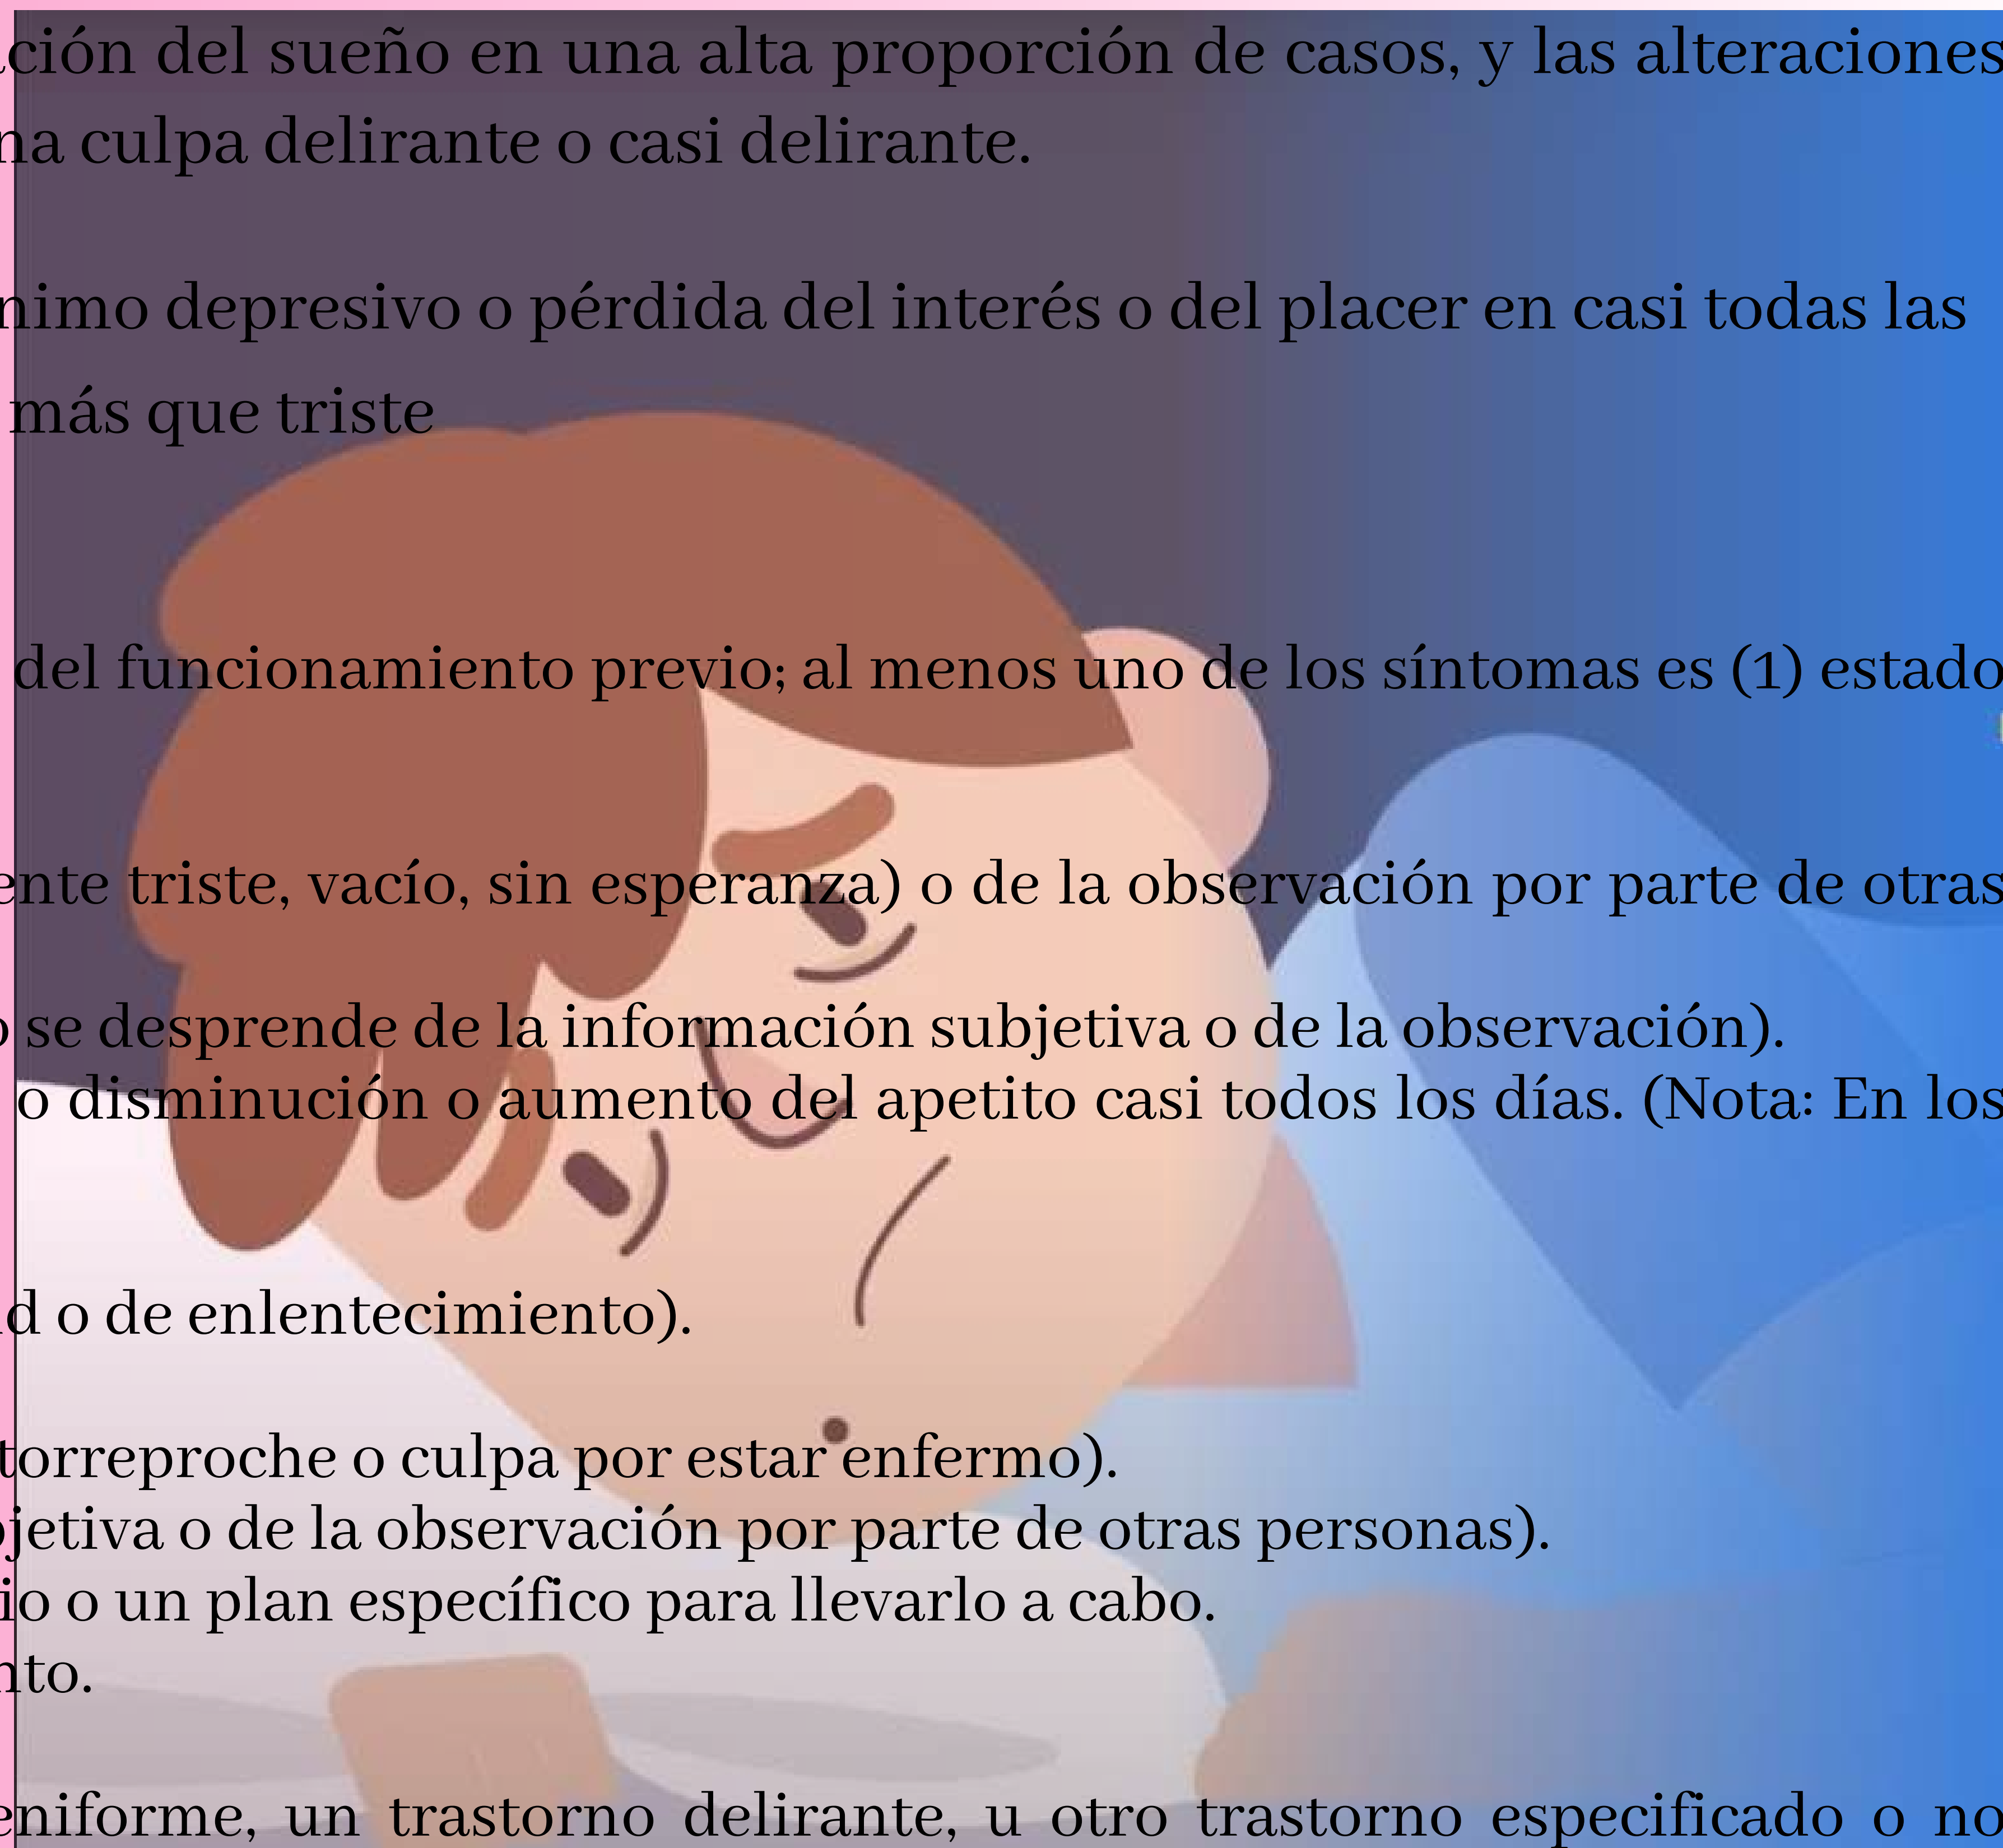 ción del sueño en una alta proporción de casos, y las alteraciones
na culpa delirante o casi delirante.
nimo depresivo o pérdida del interés o del placer en casi todas las
más que triste
del funcionamiento previo; al menos uno de los síntomas es (1) estado
ente triste, vacío, sin esperanza) o de la observación por parte de otras
o se desprende de la información subjetiva o de la observación).
o disminución o aumento del apetito casi todos los días. (Nota: En los
d o de enlentecimiento).
torreproche o culpa por estar enfermo).
jetiva o de la observación por parte de otras personas).
io o un plan específico para llevarlo a cabo.
nto.
eniforme, un trastorno delirante, u otro trastorno especificado o no